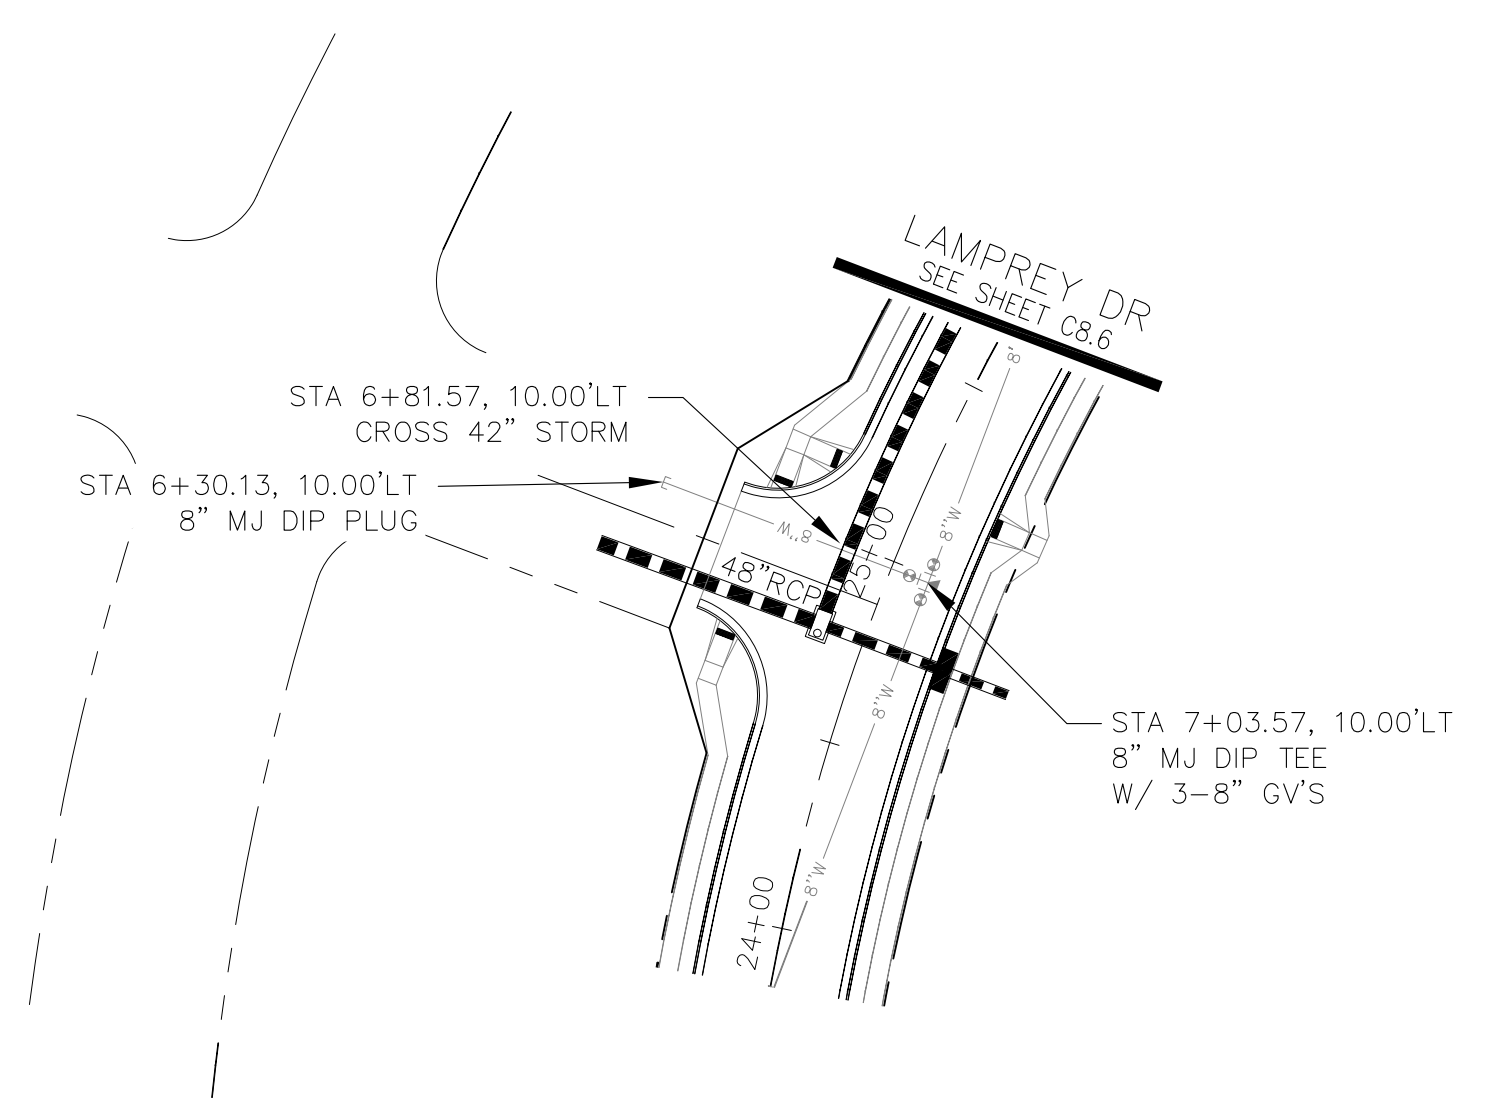 LAMPREY DR
SEE SHEET C8.6
8"
STA 6+81.57, 10.00'LT
CROSS 42" STORM
STA 6+30.13, 10.00'LT
8" MJ DIP PLUG
8"W
8"W
25+00
48"RCP
8"W
STA 7+03.57, 10.00'LT
8" MJ DIP TEE
W/ 3-8" GV'S
8"W
24+00